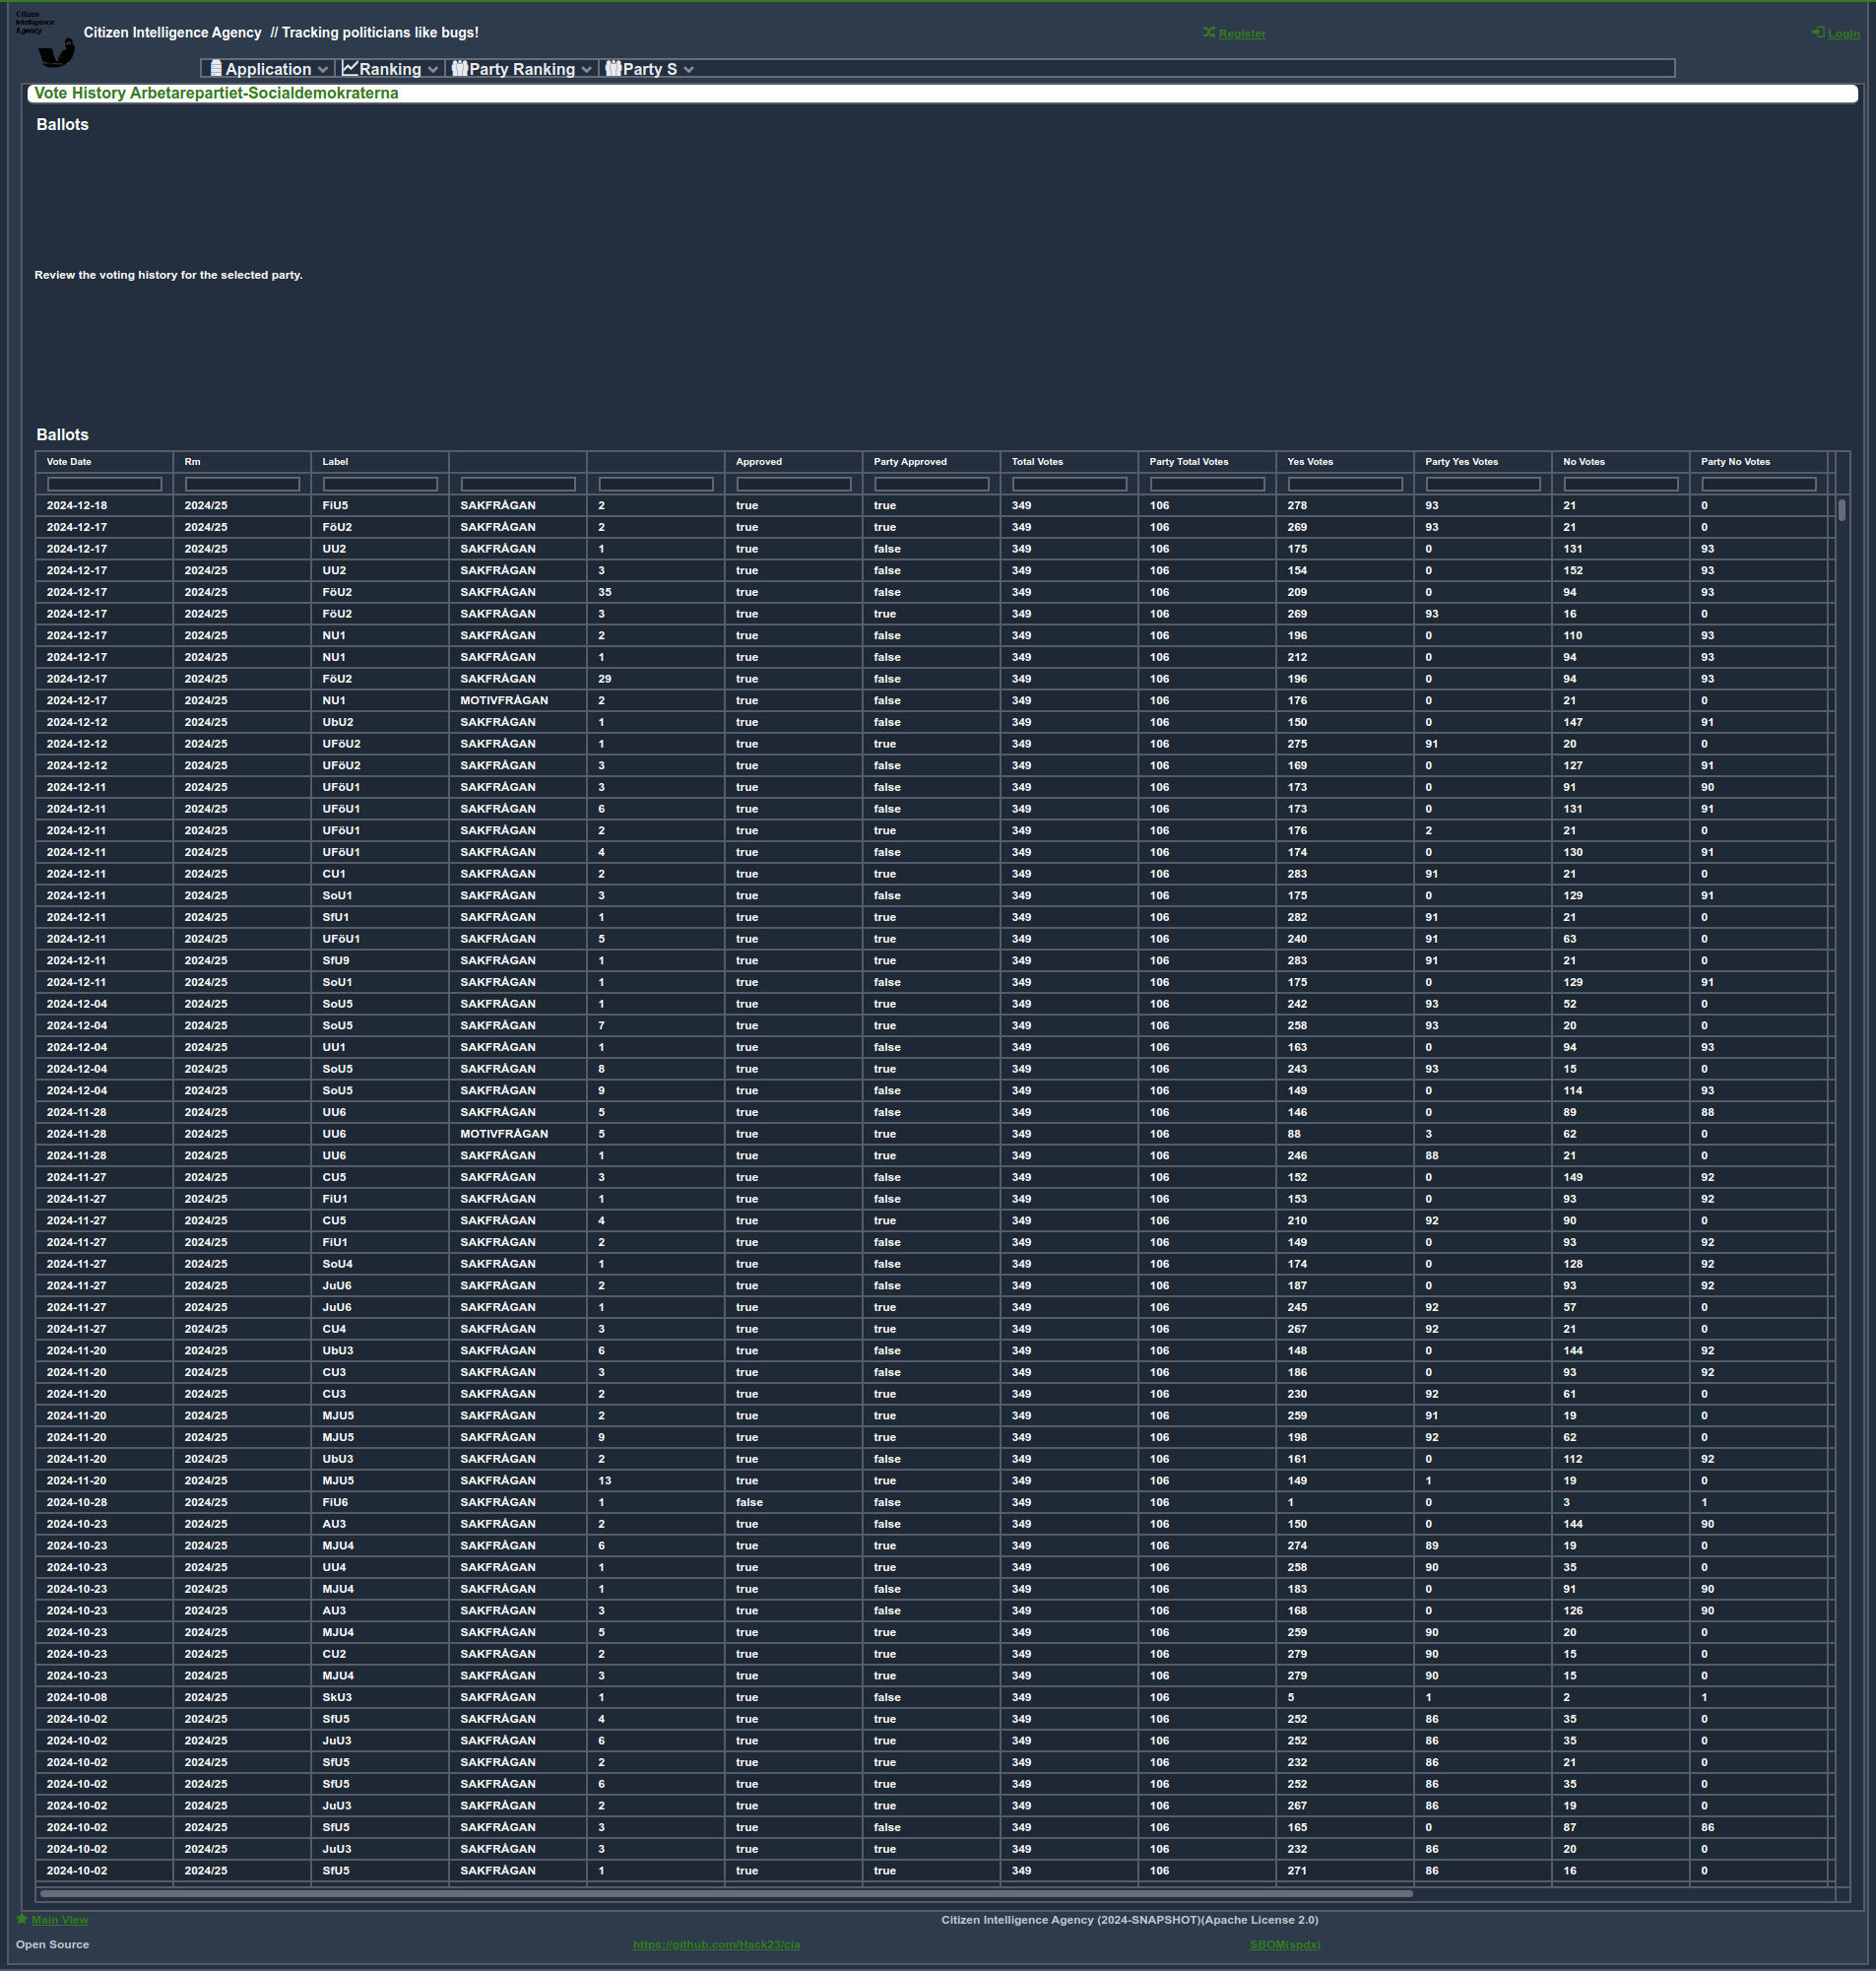 Citizen
Intelligence
Agency
Citizen Intelligence Agency // Tracking politicians like bugs!
Register
Login
Application Ranking Party Ranking Party S
Vote History Arbetarepartiet-Socialdemokraterna
Ballots
Review the voting history for the selected party.
Ballots
Vote Date Rm Label Approved Party Approved Total Votes Party Total Votes Yes Votes Party Yes Votes No Votes Party No Votes
2024-12-18 2024/25 FiU5 SAKFRÅGAN 2 true true 349 106 278 93 21 0
2024-12-17 2024/25 FöU2 SAKFRÅGAN 2 true true 349 106 269 93 21 0
2024-12-17 2024/25 UU2 SAKFRÅGAN 1 true false 349 106 175 0 131 93
2024-12-17 2024/25 UU2 SAKFRÅGAN 3 true false 349 106 154 0 152 93
2024-12-17 2024/25 FöU2 SAKFRÅGAN 35 true false 349 106 209 0 94 93
2024-12-17 2024/25 FöU2 SAKFRÅGAN 3 true true 349 106 269 93 16 0
2024-12-17 2024/25 NU1 SAKFRÅGAN 2 true false 349 106 196 0 110 93
2024-12-17 2024/25 NU1 SAKFRÅGAN 1 true false 349 106 212 0 94 93
2024-12-17 2024/25 FöU2 SAKFRÅGAN 29 true false 349 106 196 0 94 93
2024-12-17 2024/25 NU1 MOTIVFRÅGAN 2 true false 349 106 176 0 21 0
2024-12-12 2024/25 UbU2 SAKFRÅGAN 1 true false 349 106 150 0 147 91
2024-12-12 2024/25 UFöU2 SAKFRÅGAN 1 true true 349 106 275 91 20 0
2024-12-12 2024/25 UFöU2 SAKFRÅGAN 3 true false 349 106 169 0 127 91
2024-12-11 2024/25 UFöU1 SAKFRÅGAN 3 true false 349 106 173 0 91 90
2024-12-11 2024/25 UFöU1 SAKFRÅGAN 6 true false 349 106 173 0 131 91
2024-12-11 2024/25 UFöU1 SAKFRÅGAN 2 true true 349 106 176 2 21 0
2024-12-11 2024/25 UFöU1 SAKFRÅGAN 4 true false 349 106 174 0 130 91
2024-12-11 2024/25 CU1 SAKFRÅGAN 2 true true 349 106 283 91 21 0
2024-12-11 2024/25 SoU1 SAKFRÅGAN 3 true false 349 106 175 0 129 91
2024-12-11 2024/25 SfU1 SAKFRÅGAN 1 true true 349 106 282 91 21 0
2024-12-11 2024/25 UFöU1 SAKFRÅGAN 5 true true 349 106 240 91 63 0
2024-12-11 2024/25 SfU9 SAKFRÅGAN 1 true true 349 106 283 91 21 0
2024-12-11 2024/25 SoU1 SAKFRÅGAN 1 true false 349 106 175 0 129 91
2024-12-04 2024/25 SoU5 SAKFRÅGAN 1 true true 349 106 242 93 52 0
2024-12-04 2024/25 SoU5 SAKFRÅGAN 7 true true 349 106 258 93 20 0
2024-12-04 2024/25 UU1 SAKFRÅGAN 1 true false 349 106 163 0 94 93
2024-12-04 2024/25 SoU5 SAKFRÅGAN 8 true true 349 106 243 93 15 0
2024-12-04 2024/25 SoU5 SAKFRÅGAN 9 true false 349 106 149 0 114 93
2024-11-28 2024/25 UU6 SAKFRÅGAN 5 true false 349 106 146 0 89 88
2024-11-28 2024/25 UU6 MOTIVFRÅGAN 5 true true 349 106 88 3 62 0
2024-11-28 2024/25 UU6 SAKFRÅGAN 1 true true 349 106 246 88 21 0
2024-11-27 2024/25 CU5 SAKFRÅGAN 3 true false 349 106 152 0 149 92
2024-11-27 2024/25 FiU1 SAKFRÅGAN 1 true false 349 106 153 0 93 92
2024-11-27 2024/25 CU5 SAKFRÅGAN 4 true true 349 106 210 92 90 0
2024-11-27 2024/25 FiU1 SAKFRÅGAN 2 true false 349 106 149 0 93 92
2024-11-27 2024/25 SoU4 SAKFRÅGAN 1 true false 349 106 174 0 128 92
2024-11-27 2024/25 JuU6 SAKFRÅGAN 2 true false 349 106 187 0 93 92
2024-11-27 2024/25 JuU6 SAKFRÅGAN 1 true true 349 106 245 92 57 0
2024-11-27 2024/25 CU4 SAKFRÅGAN 3 true true 349 106 267 92 21 0
2024-11-20 2024/25 UbU3 SAKFRÅGAN 6 true false 349 106 148 0 144 92
2024-11-20 2024/25 CU3 SAKFRÅGAN 3 true false 349 106 186 0 93 92
2024-11-20 2024/25 CU3 SAKFRÅGAN 2 true true 349 106 230 92 61 0
2024-11-20 2024/25 MJU5 SAKFRÅGAN 2 true true 349 106 259 91 19 0
2024-11-20 2024/25 MJU5 SAKFRÅGAN 9 true true 349 106 198 92 62 0
2024-11-20 2024/25 UbU3 SAKFRÅGAN 2 true false 349 106 161 0 112 92
2024-11-20 2024/25 MJU5 SAKFRÅGAN 13 true true 349 106 149 1 19 0
2024-10-28 2024/25 FiU6 SAKFRÅGAN 1 false false 349 106 1 0 3 1
2024-10-23 2024/25 AU3 SAKFRÅGAN 2 true false 349 106 150 0 144 90
2024-10-23 2024/25 MJU4 SAKFRÅGAN 6 true true 349 106 274 89 19 0
2024-10-23 2024/25 UU4 SAKFRÅGAN 1 true true 349 106 258 90 35 0
2024-10-23 2024/25 MJU4 SAKFRÅGAN 1 true false 349 106 183 0 91 90
2024-10-23 2024/25 AU3 SAKFRÅGAN 3 true false 349 106 168 0 126 90
2024-10-23 2024/25 MJU4 SAKFRÅGAN 5 true true 349 106 259 90 20 0
2024-10-23 2024/25 CU2 SAKFRÅGAN 2 true true 349 106 279 90 15 0
2024-10-23 2024/25 MJU4 SAKFRÅGAN 3 true true 349 106 279 90 15 0
2024-10-08 2024/25 SkU3 SAKFRÅGAN 1 true false 349 106 5 1 2 1
2024-10-02 2024/25 SfU5 SAKFRÅGAN 4 true true 349 106 252 86 35 0
2024-10-02 2024/25 JuU3 SAKFRÅGAN 6 true true 349 106 252 86 35 0
2024-10-02 2024/25 SfU5 SAKFRÅGAN 2 true true 349 106 232 86 21 0
2024-10-02 2024/25 SfU5 SAKFRÅGAN 6 true true 349 106 252 86 35 0
2024-10-02 2024/25 JuU3 SAKFRÅGAN 2 true true 349 106 267 86 19 0
2024-10-02 2024/25 SfU5 SAKFRÅGAN 3 true false 349 106 165 0 87 86
2024-10-02 2024/25 JuU3 SAKFRÅGAN 3 true true 349 106 232 86 20 0
2024-10-02 2024/25 SfU5 SAKFRÅGAN 1 true true 349 106 271 86 16 0
Main View
Citizen Intelligence Agency (2024-SNAPSHOT)(Apache License 2.0)
Open Source
https://github.com/Hack23/cia
SBOM(spdx)